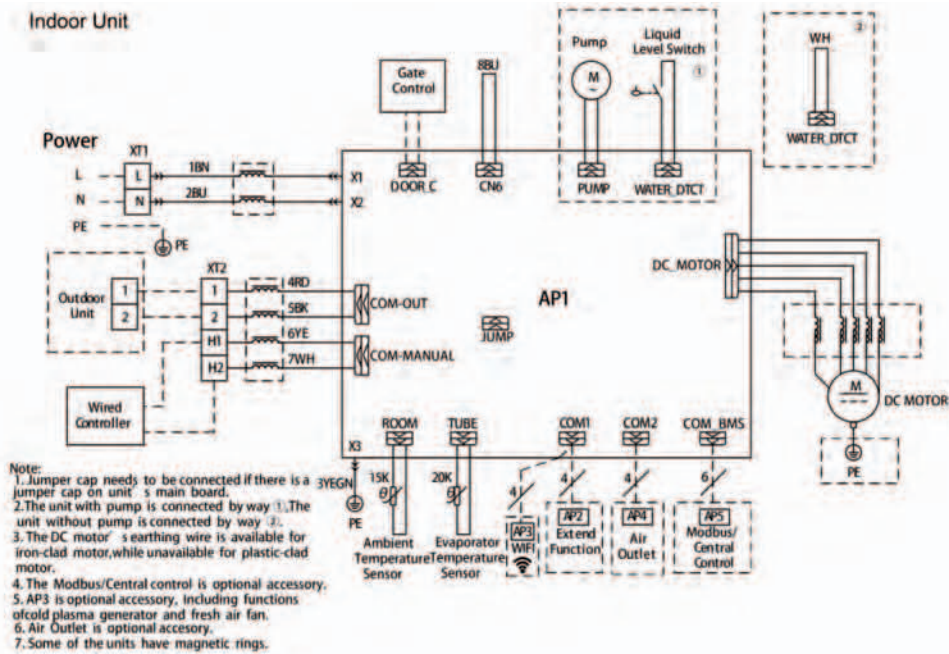 Indoor Unit
Pump
Liquid
Level Switch
①
②
WH
WATER_DTCT
Gate
Control
8BU
Power
XT1
L
L
1BN
X1
DOOR_C
CN6
PUMP
WATER_DTCT
N
N
2BU
X2
PE
PE
DC_MOTOR
XT2
Outdoor
Unit
1
2
1
2
H1
H2
4RD
5BK
6YE
7WH
COM-OUT
COM-MANUAL
AP1
JUMP
M
DC MOTOR
PE
Wired
Controller
X3
ROOM
TUBE
COM1
COM2
COM_BMS
3YEGN
PE
15K
θ
20K
θ
4
4
4
6
AP3
WIFI
AP2
Extend
Function
AP4
Air
Outlet
AP5
Modbus/
Central
Control
Ambient
Temperature
Sensor
Evaporator
Temperature
Sensor
M
~
Note:
1. Jumper cap needs to be connected if there is a
jumper cap on unit's main board.
2.The unit with pump is connected by way ①,The
unit without pump is connected by way ②.
3. The DC motor's earthing wire is available for
iron-clad motor,while unavailable for plastic-clad
motor.
4. The Modbus/Central control is optional accessory.
5. AP3 is optional accessory, Including functions
ofcold plasma generator and fresh air fan.
6. Air Outlet is optional accesory.
7. Some of the units have magnetic rings.